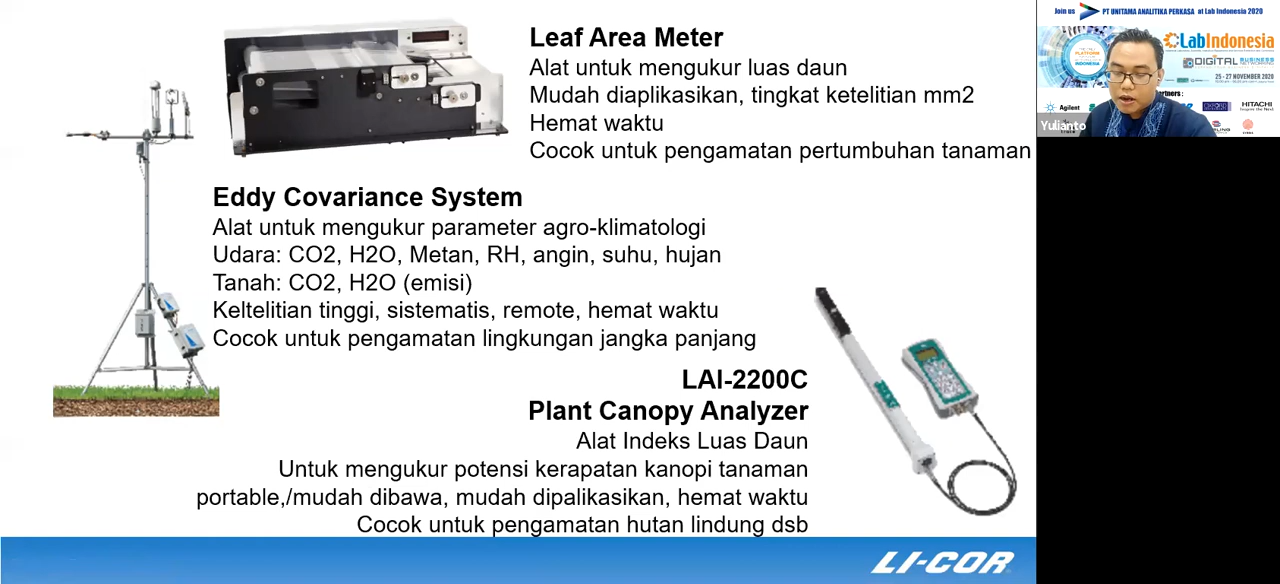 Leaf Area Meter
Alat untuk mengukur luas daun
Mudah diaplikasikan, tingkat ketelitian mm2
Hemat waktu
Cocok untuk pengamatan pertumbuhan tanaman
Eddy Covariance System
Alat untuk mengukur parameter agro-klimatologi
Udara: CO2, H2O, Metan, RH, angin, suhu, hujan
Tanah: CO2, H2O (emisi)
Keltelitian tinggi, sistematis, remote, hemat waktu
Cocok untuk pengamatan lingkungan jangka panjang
LAI-2200C
Plant Canopy Analyzer
Alat Indeks Luas Daun
Untuk mengukur potensi kerapatan kanopi tanaman
portable,/mudah dibawa, mudah dipalikasikan, hemat waktu
Cocok untuk pengamatan hutan lindung dsb
LI-COR
Join us PT UNITAMA ANALITIKA PERKASA at Lab Indonesia 2020
LabIndonesia
PLATFORM
INDONESIA
DIGITAL
25 - 27 NOVEMBER 2020
Agilent
OXFORD
HITACHI
Yulianto